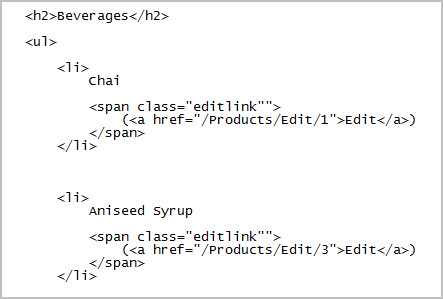 <h2>Beverages</h2>
<ul>
<li>
Chai
<span class="editlink"">
(<a href="/Products/Edit/1">Edit</a>)
</span>
</li>
<li>
Aniseed Syrup
<span class="editlink"">
(<a href="/Products/Edit/3">Edit</a>)
</span>
</li>